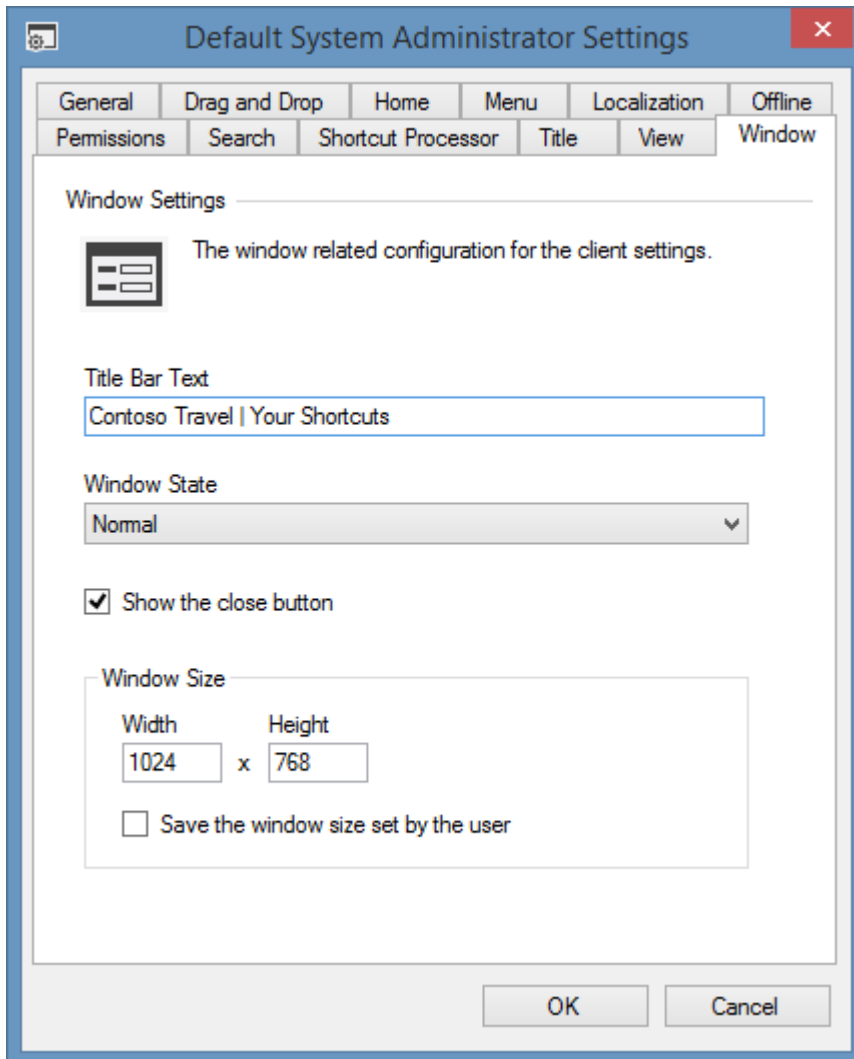 Default System Administrator Settings
General Drag and Drop Home Menu Localization Offline
Permissions Search Shortcut Processor Title View Window
Window Settings
The window related configuration for the client settings.
Title Bar Text
Contoso Travel | Your Shortcuts
Window State
Normal
Show the close button
Window Size
Width Height
1024 x 768
Save the window size set by the user
OK Cancel